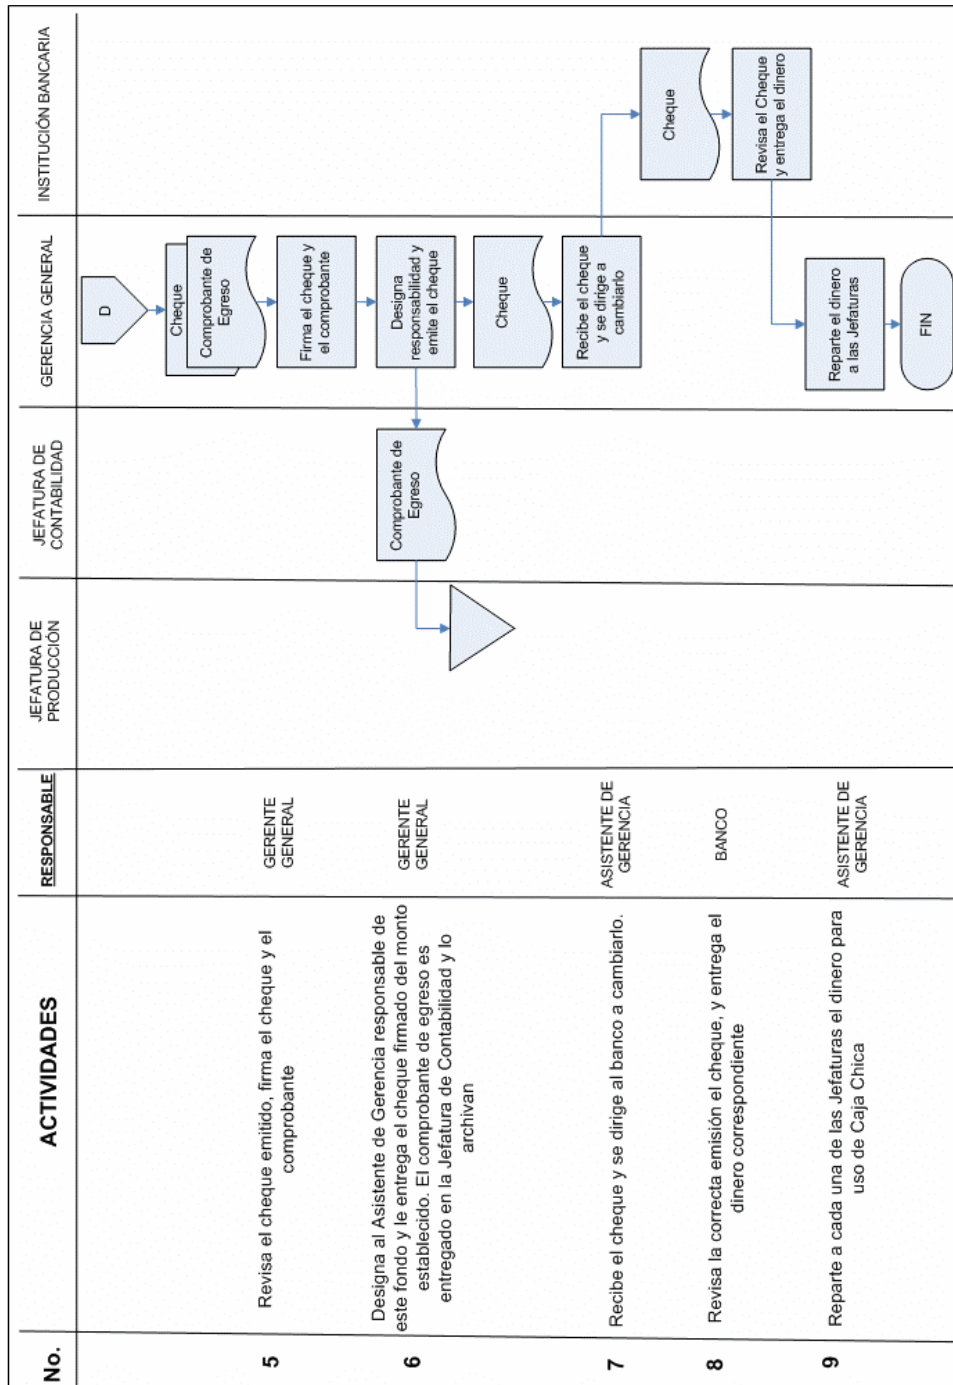 No.
ACTIVIDADES
RESPONSABLE
JEFATURA DE
PRODUCCIÓN
JEFATURA DE
CONTABILIDAD
GERENCIA GENERAL
INSTITUCIÓN BANCARIA
D
Cheque
Comprobante de
Egreso
5
Revisa el cheque emitido, firma el cheque y el
comprobante
GERENTE
GENERAL
Firma el cheque y
el comprobante
6
Designa al Asistente de Gerencia responsable de
este fondo y le entrega el cheque firmado del monto
establecido. El comprobante de egreso es
entregado en la Jefatura de Contabilidad y lo
archivan
GERENTE
GENERAL
Comprobante de
Egreso
Designa
responsabilidad y
emite el cheque
Cheque
7
Recibe el cheque y se dirige al banco a cambiarlo.
ASISTENTE DE
GERENCIA
Recibe el cheque
y se dirige a
cambiarlo
Cheque
8
Revisa la correcta emisión el cheque, y entrega el
dinero correspondiente
BANCO
Revisa el Cheque
y entrega el dinero
9
Reparte a cada una de las Jefaturas el dinero para
uso de Caja Chica
ASISTENTE DE
GERENCIA
Reparte el dinero
a las Jefaturas
FIN